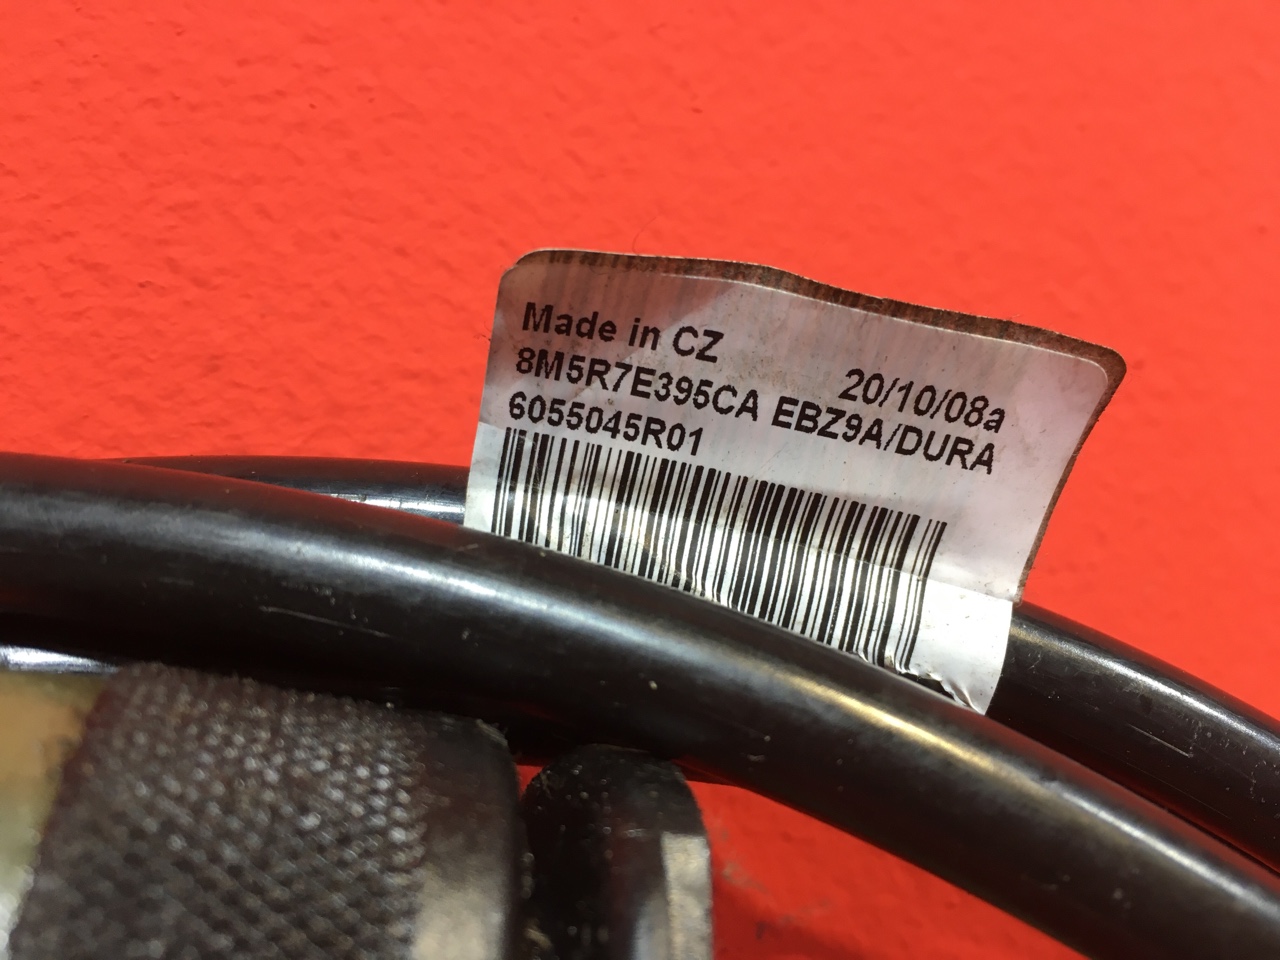 Made in CZ
20/10/08a
8M5R7E395CA EBZ9A/DURA
6055045R01